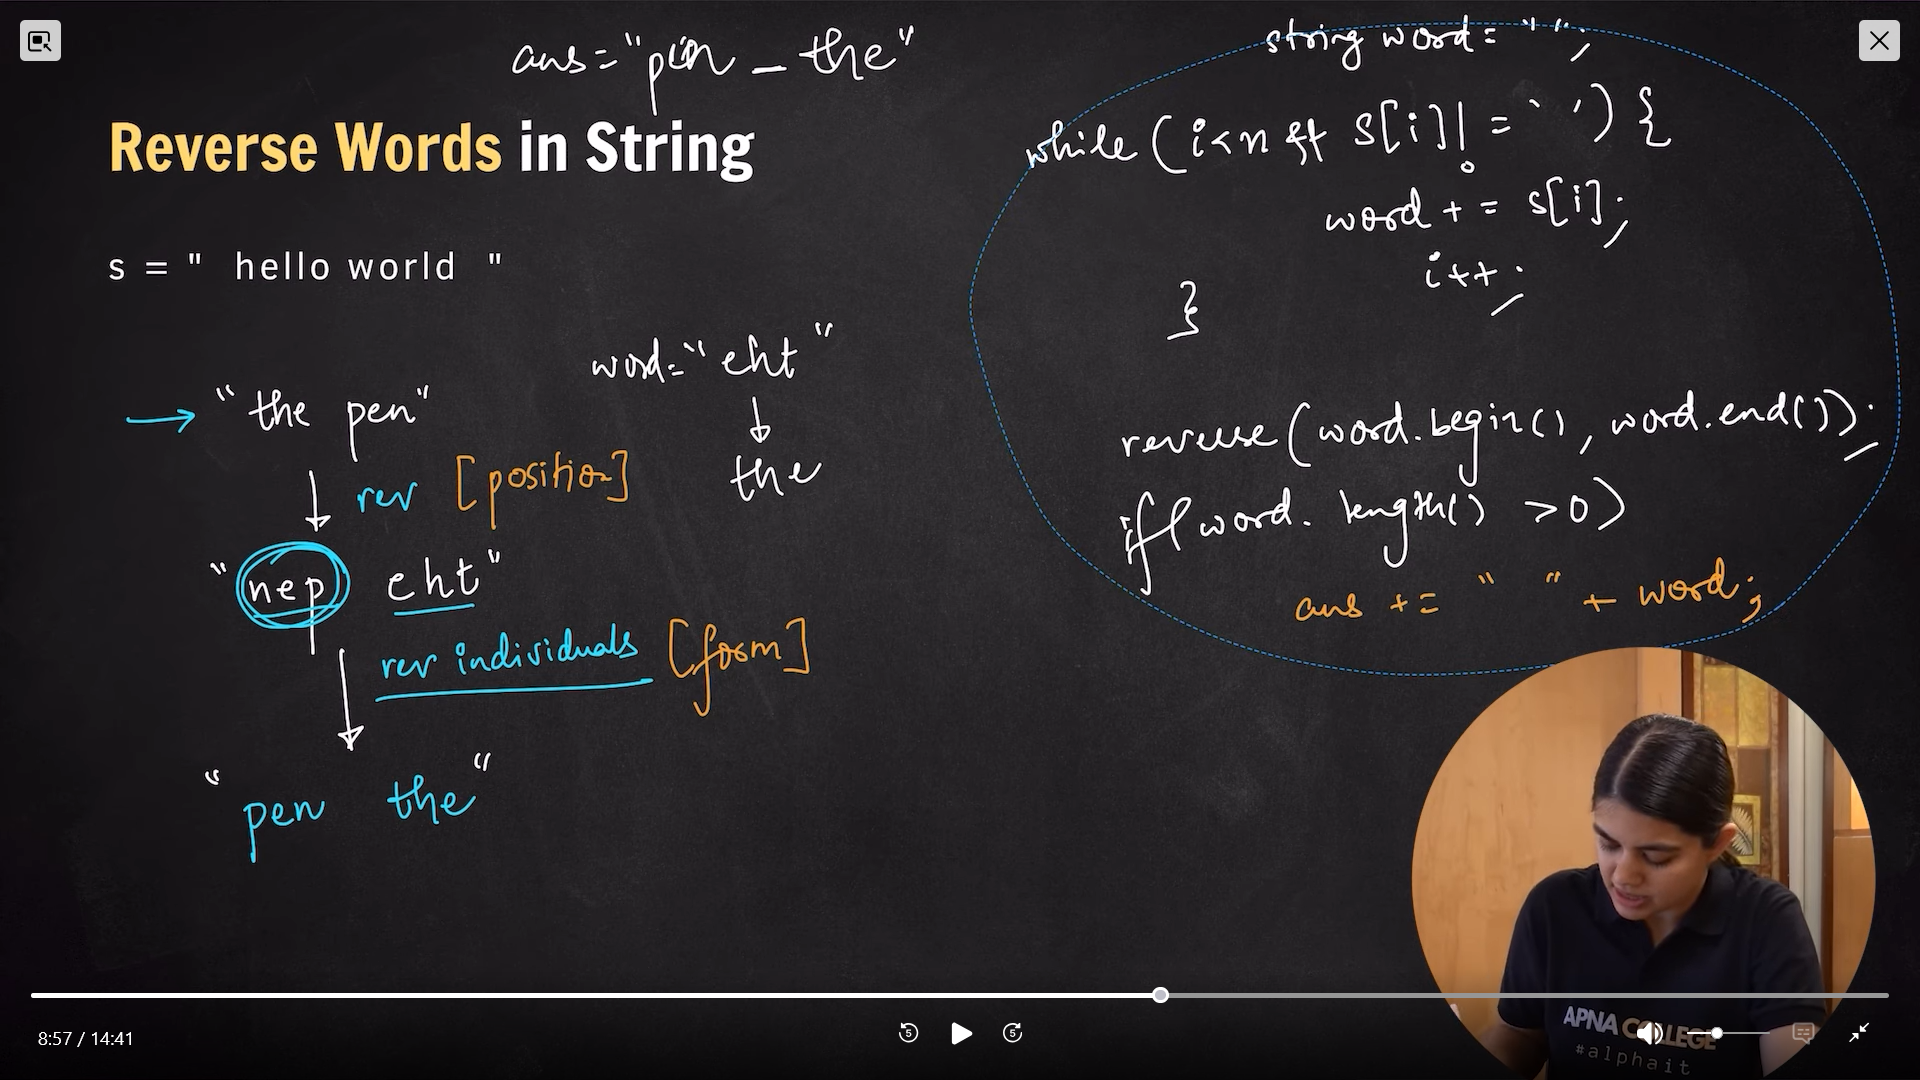 ans = "pen _ the"
Reverse Words in String
s = "  hello world  "
"the pen"
rev [position]
"nep eht"
rev individuals [form]
"pen the"
word = "eht"
the
string word = " ";
while (i<n && s[i] != ' ') {
word += s[i];
i++;
}
reverse (word.begin(), word.end());
if (word.length() >0)
ans += " " + word;
APNA COLLEGE
#alphait
8:57 / 14:41
5
5